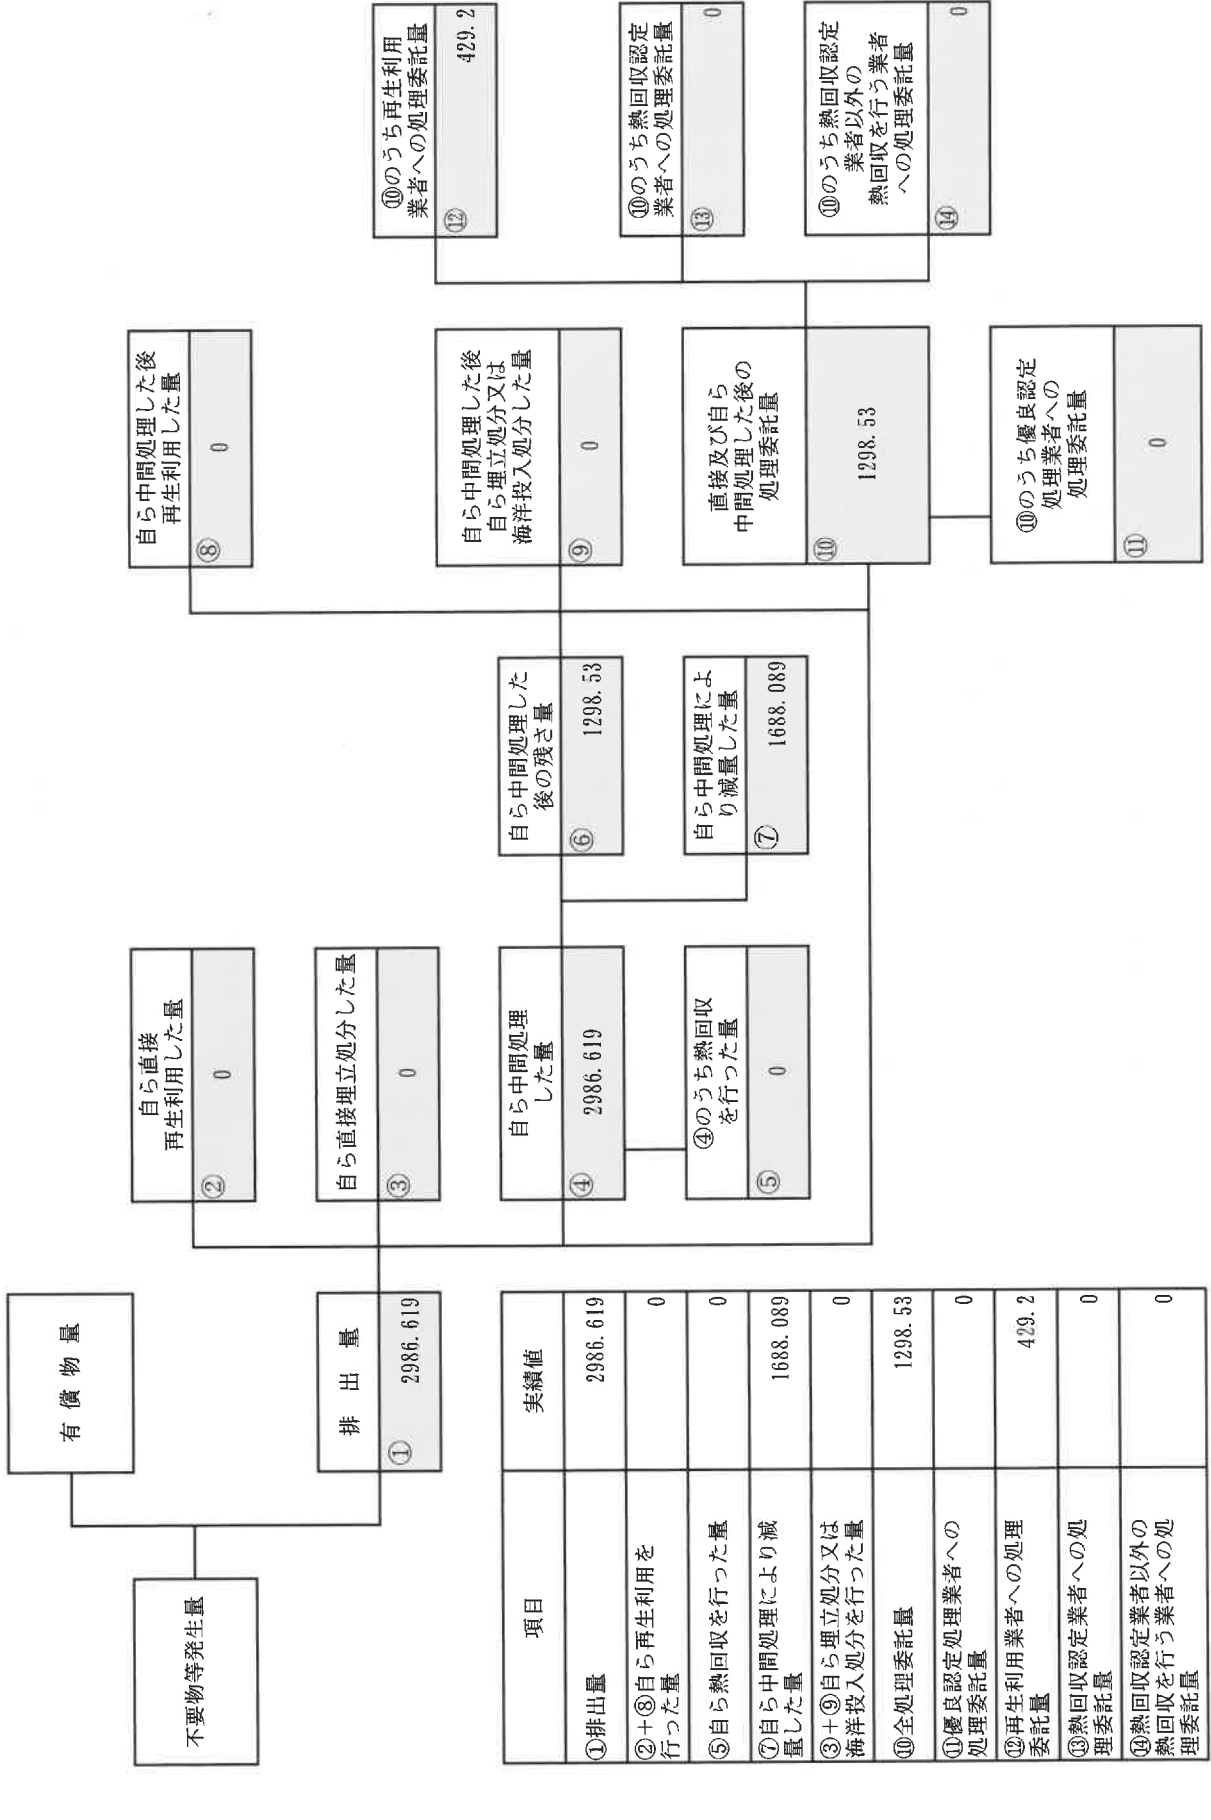 不要物等発生量
有償物量
排出量
①
2986.619
自ら直接
再生利用した量
②
0
自ら直接埋立処分した量
③
0
自ら中間処理
した量
④
2986.619
④のうち熱回収
を行った量
⑤
0
自ら中間処理した
後の残さ量
⑥
1298.53
自ら中間処理によ
り減量した量
⑦
1688.089
自ら中間処理した後
再生利用した量
⑧
0
自ら中間処理した後
自ら埋立処分又は
海洋投入処分した量
⑨
0
直接及び自ら
中間処理した後の
処理委託量
⑩
1298.53
⑩のうち優良認定
処理業者への
処理委託量
⑪
0
⑩のうち再生利用
業者への処理委託量
⑫
429.2
⑩のうち熱回収認定
業者への処理委託量
⑬
0
⑩のうち熱回収認定
業者以外の
熱回収を行う業者
への処理委託量
⑭
0
項目 実績値
①排出量 2986.619
②+⑧自ら再生利用を
行った量 0
⑤自ら熱回収を行った量 0
⑦自ら中間処理により減
量した量 1688.089
③+⑨自ら埋立処分又は
海洋投入処分を行った量 0
⑩全処理委託量 1298.53
⑪優良認定処理業者への
処理委託量 0
⑫再生利用業者への処理
委託量 429.2
⑬熱回収認定業者への処
理委託量 0
⑭熱回収認定業者以外の
熱回収を行う業者への処
理委託量 0